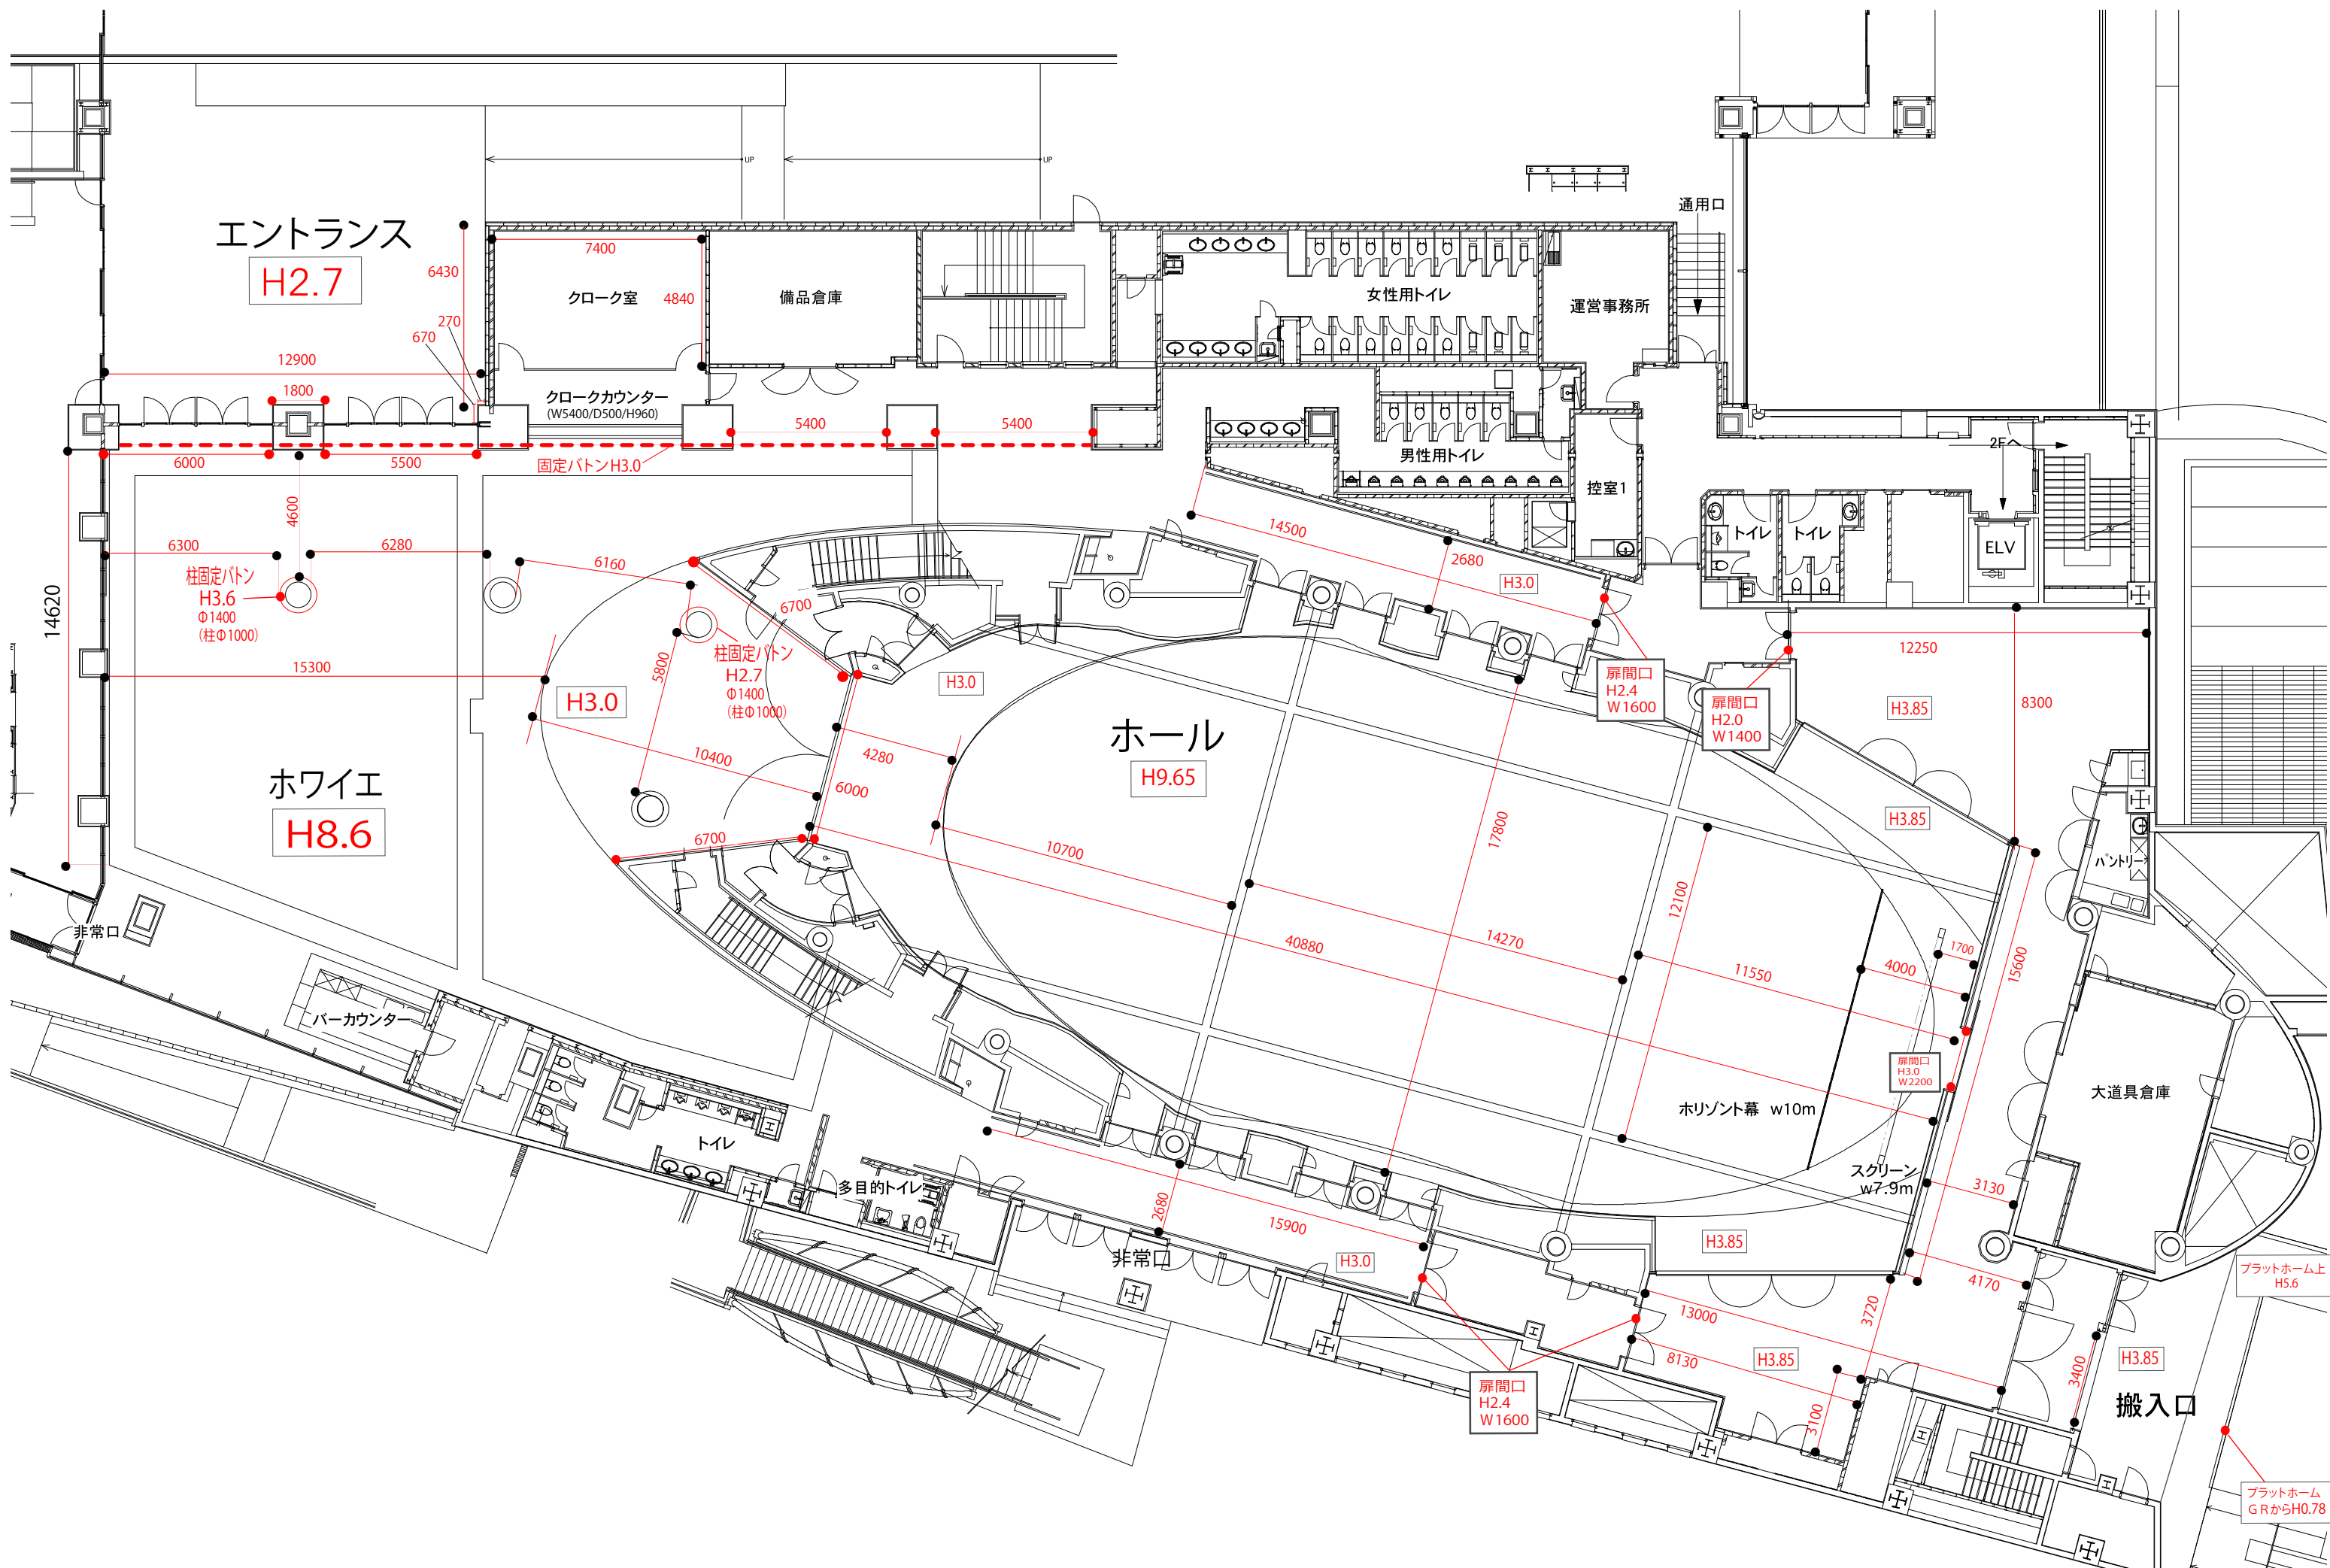 UP
UP
通用口
エントランス
H2.7
6430
7400
クローク室
4840
備品倉庫
女性用トイレ
運営事務所
270
670
12900
1800
クロークカウンター
(W5400/D500/H960)
5400
5400
6000
5500
固定バトンH3.0
男性用トイレ
控室1
2Fへ
4600
14500
2680
H3.0
トイレ
トイレ
ELV
6300
6280
6160
柱固定バトン
H3.6
Φ1400
(柱Φ1000)
14620
6700
15300
5800
柱固定バトン
H2.7
Φ1400
(柱Φ1000)
H3.0
H3.0
扉間口
H2.4
W1600
扉間口
H2.0
W1400
12250
8300
H3.85
ホール
H9.65
10400
4280
6000
ホワイエ
H8.6
6700
10700
17800
H3.85
パントリー
12100
14270
40880
11550
4000
1700
15600
非常口
バーカウンター
扉間口
H3.0
W2200
大道具倉庫
ホリゾント幕 w10m
トイレ
多目的トイレ
スクリーン
w7.9m
3130
2680
15900
非常口
H3.0
H3.85
4170
プラットホーム上
H5.6
13000
3720
8130
H3.85
3400
H3.85
扉間口
H2.4
W1600
3100
搬入口
プラットホーム
GRからH0.78